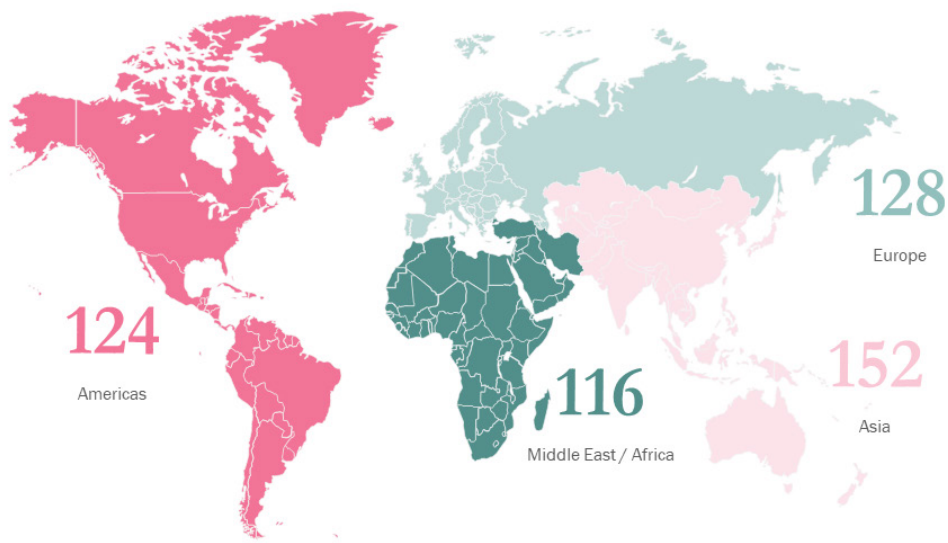 128
Europe
124
Americas
152
Asia
116
Middle East / Africa